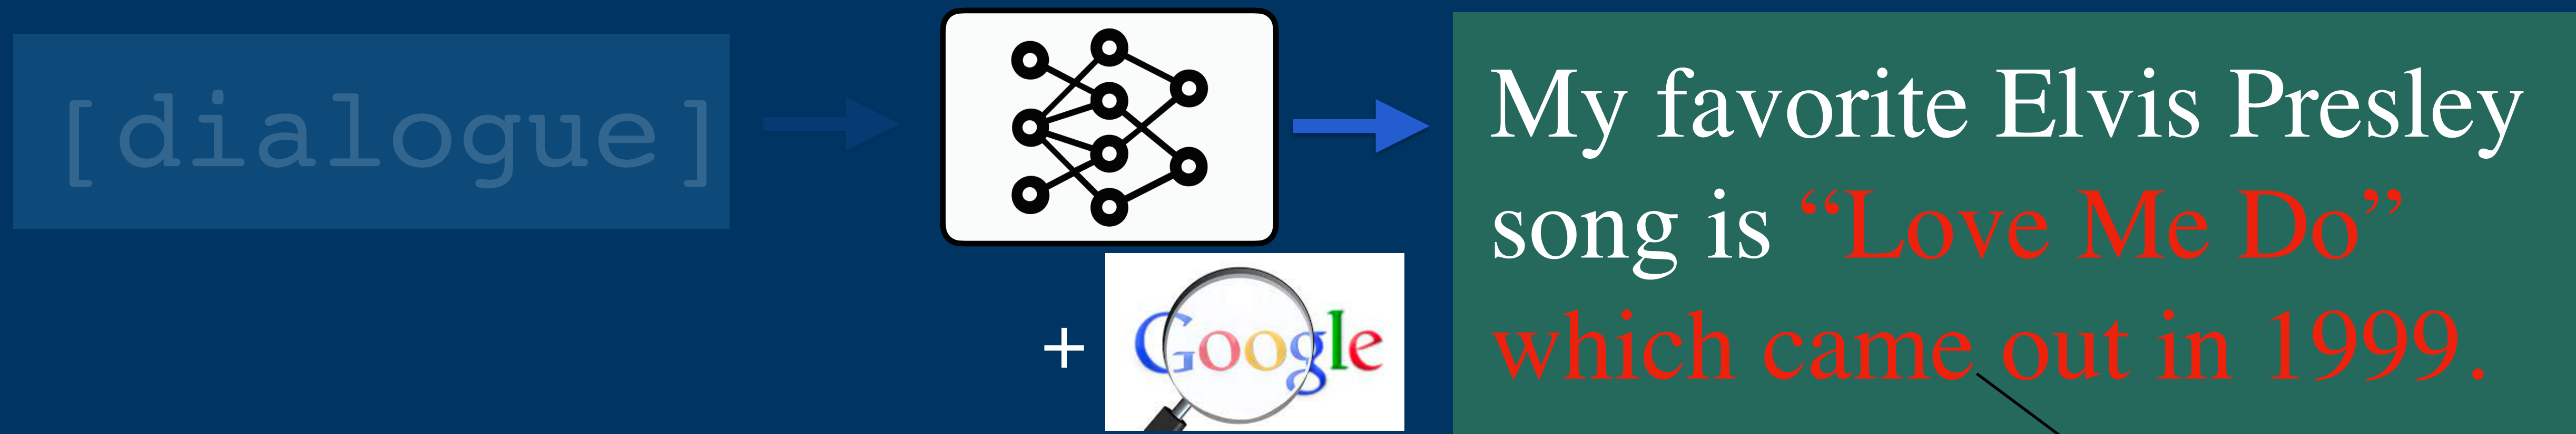 [dialogue]
My favorite Elvis Presley
song is “Love Me Do”
which came out in 1999.
+ Google